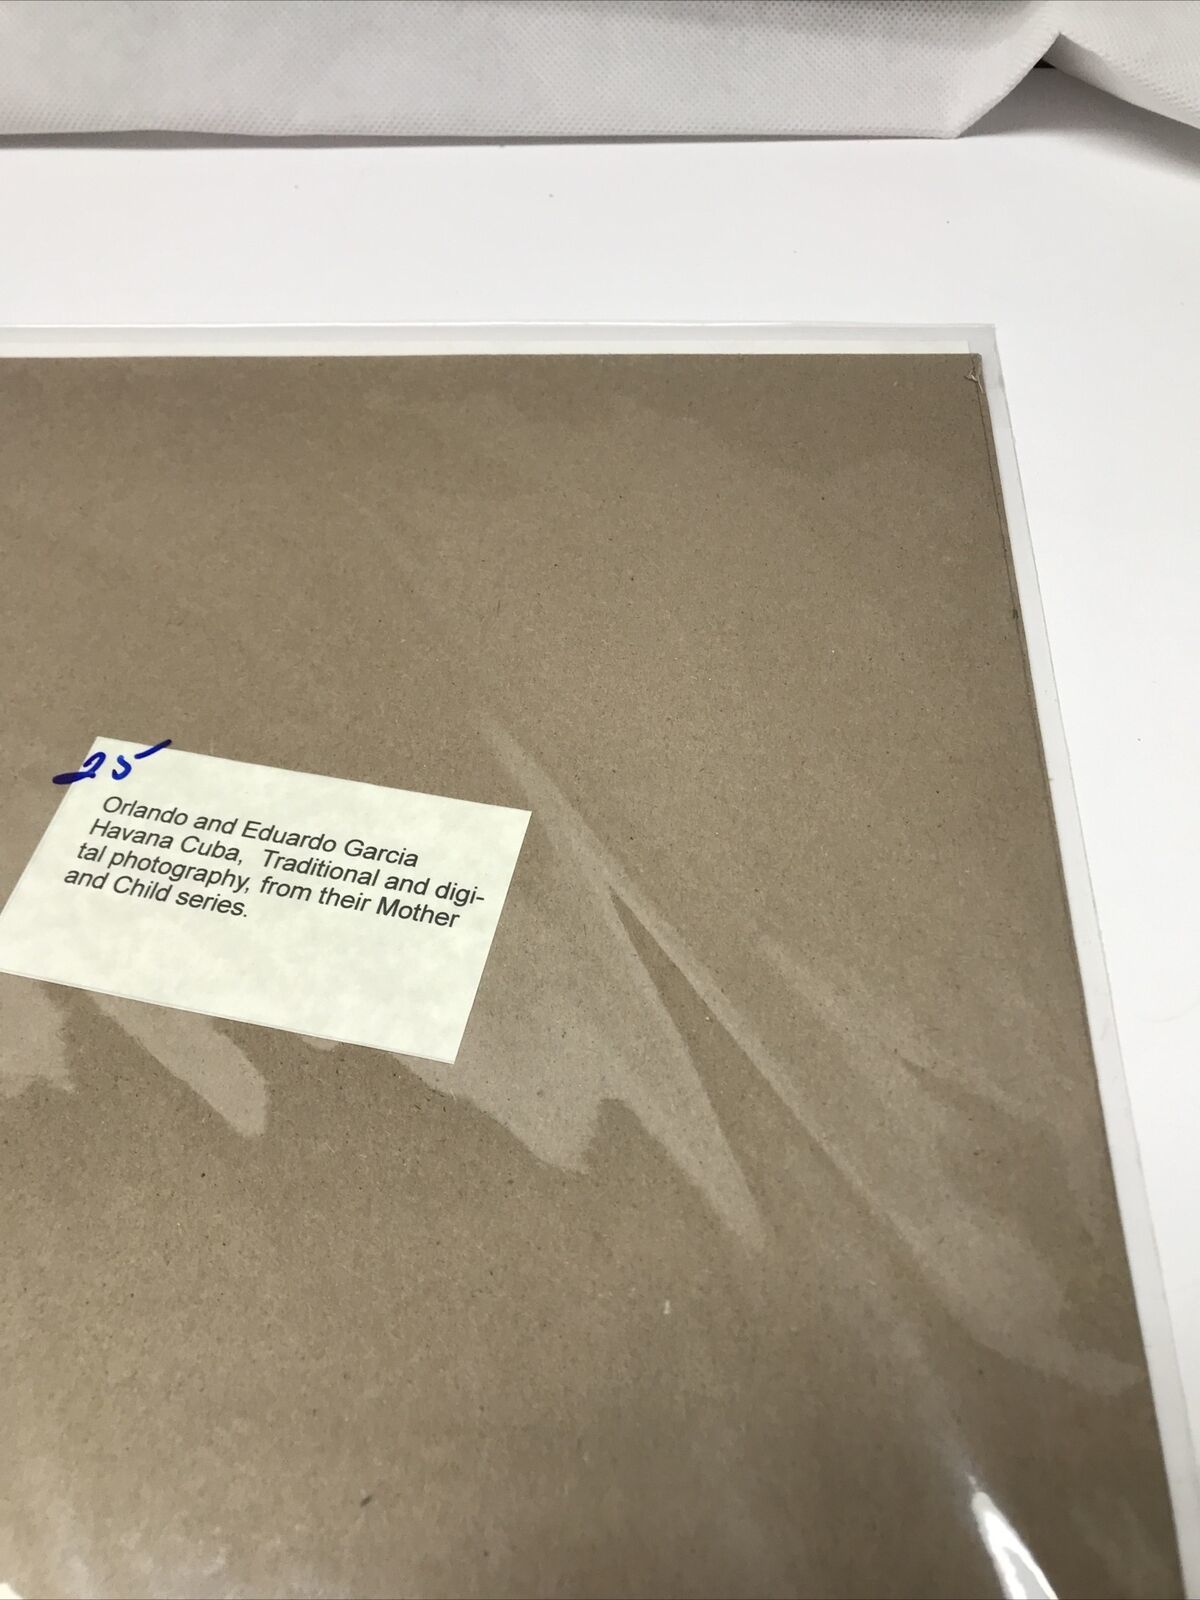 25
Orlando and Eduardo Garcia
Havana Cuba, Traditional and digi-
tal photography, from their Mother
and Child series.